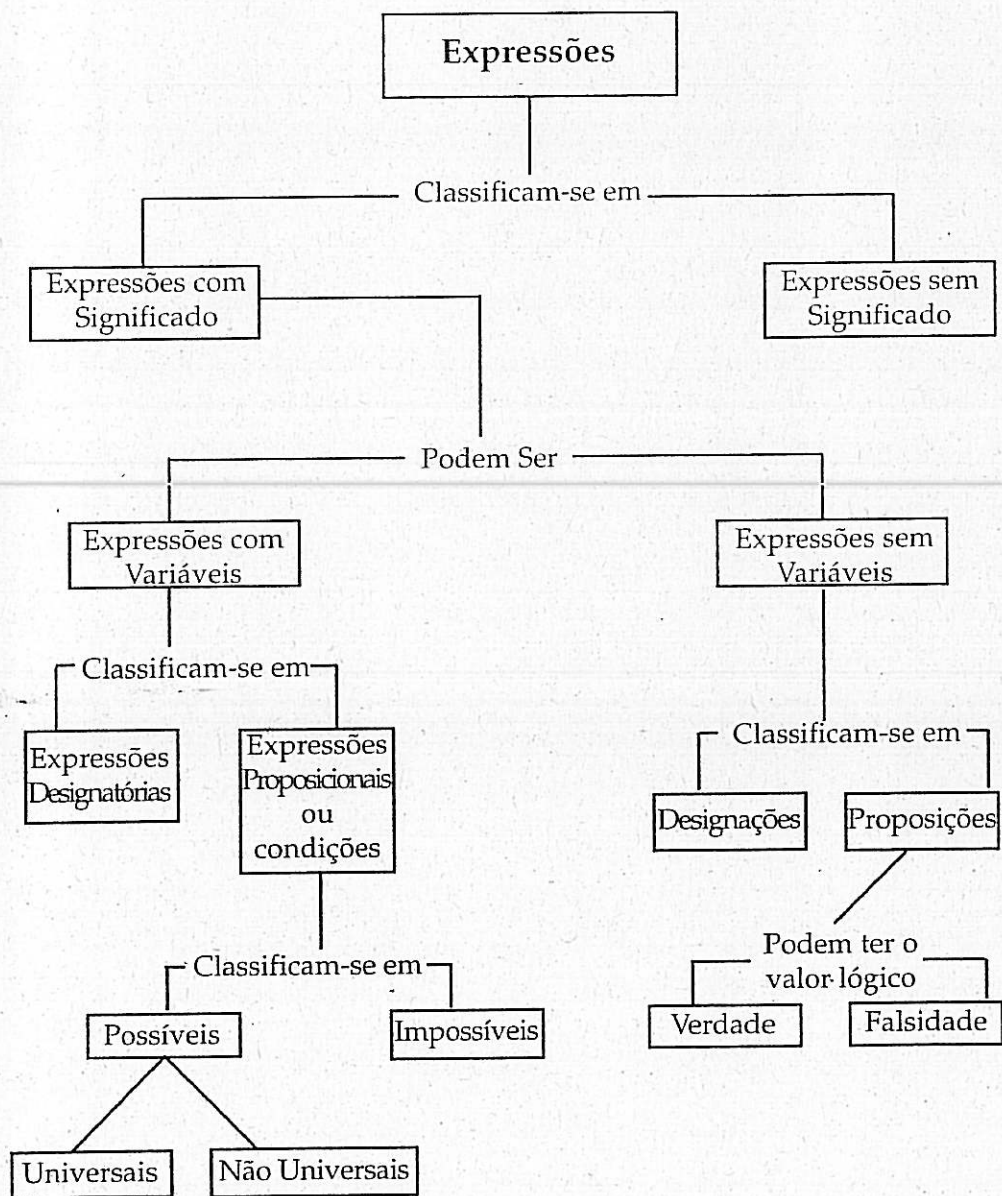 Expressões
Classificam-se em
Expressões com
Significado
Expressões sem
Significado
Podem Ser
Expressões com
Variáveis
Expressões sem
Variáveis
Classificam-se em
Expressões
Designatórias
Expressões
Proposicionais
ou
condições
Classificam-se em
Designações
Proposições
Classificam-se em
Possíveis
Impossíveis
Podem ter o
valor lógico
Verdade
Falsidade
Universais
Não Universais